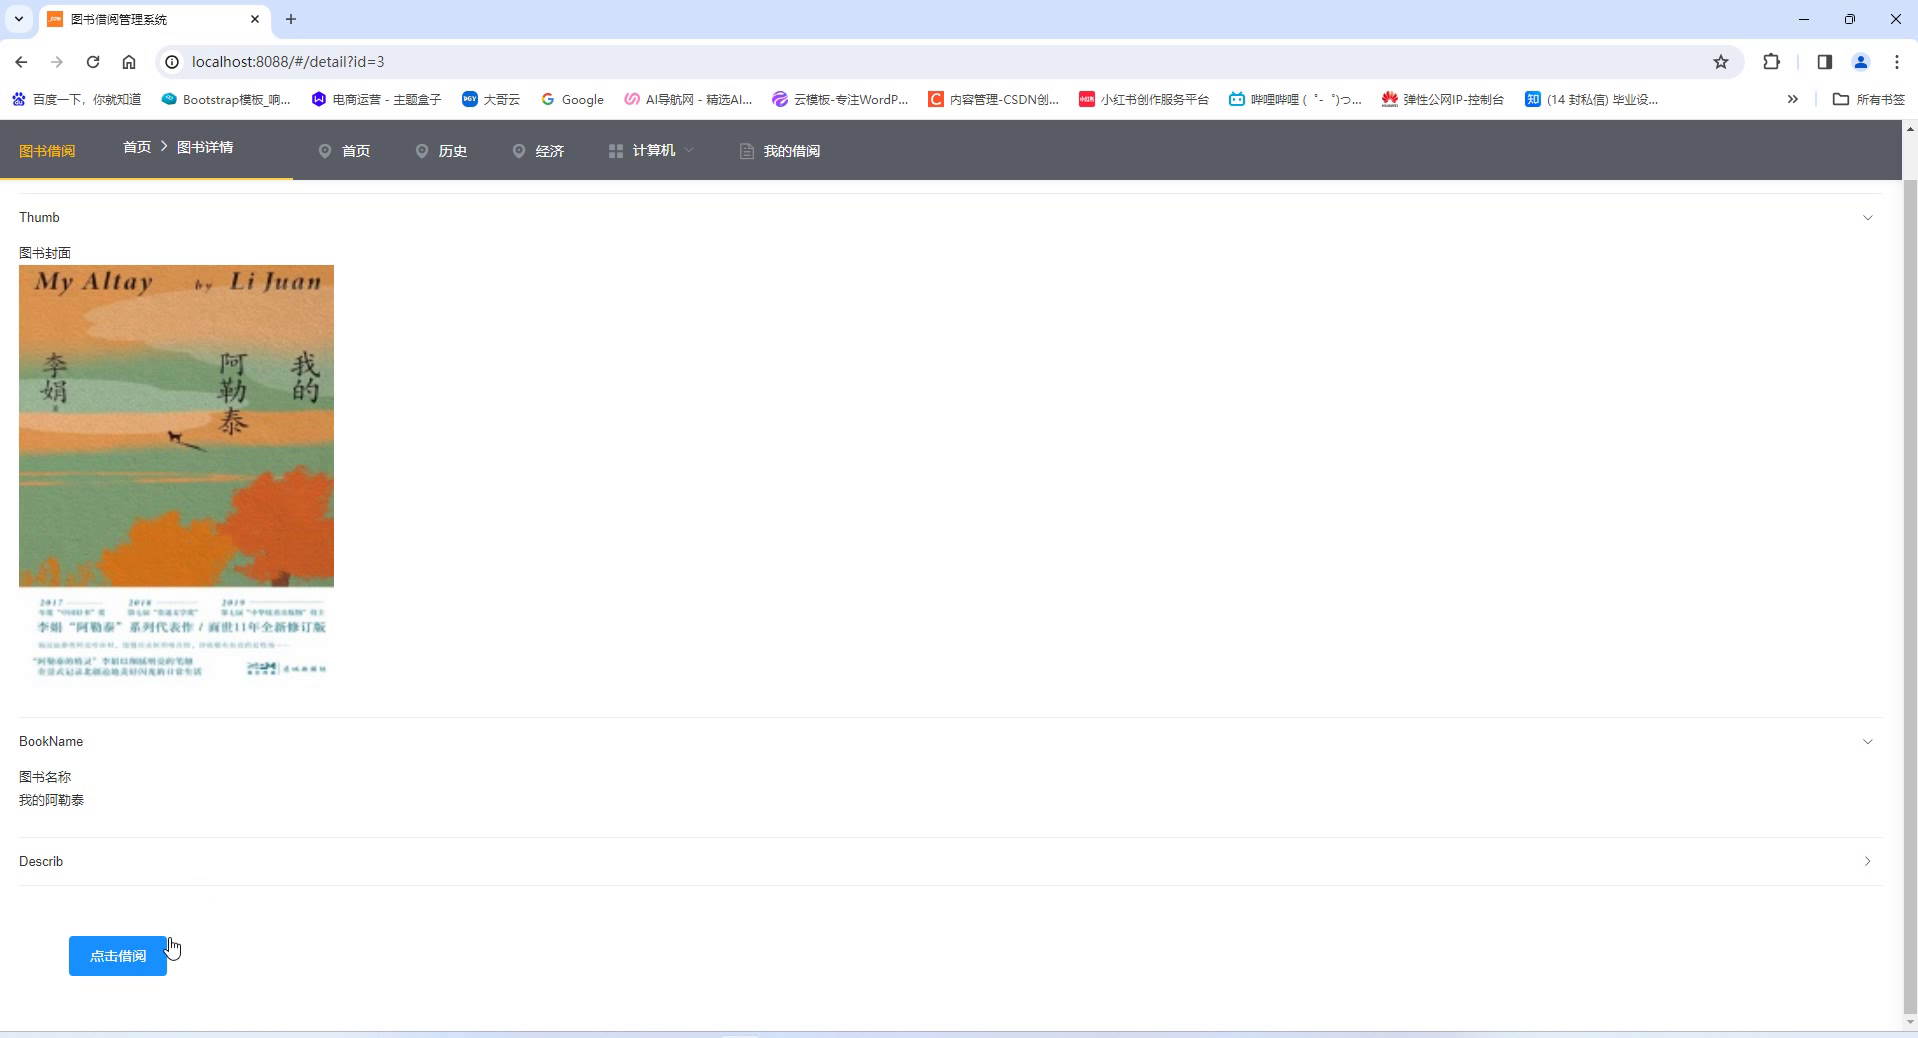 图书借阅管理系统
localhost:8088/#/detail?id=3
百度一下，你就知道
Bootstrap模板_响...
电商运营 - 主题盒子
大哥云
Google
AI导航网 - 精选AI...
云模板-专注WordP...
内容管理-CSDN创...
小红书创作服务平台
哔哩哔哩 (゜-゜)つ...
弹性公网IP-控制台
(14 封私信) 毕业设...
所有书签
图书借阅
首页 > 图书详情
首页
历史
经济
计算机
我的借阅
Thumb
图书封面
My Altay by Li Juan
我的
阿勒泰
李娟
2017 2018 2019
李娟“阿勒泰”系列代表作 / 面世11年全新修订版
BookName
图书名称
我的阿勒泰
Describ
点击借阅